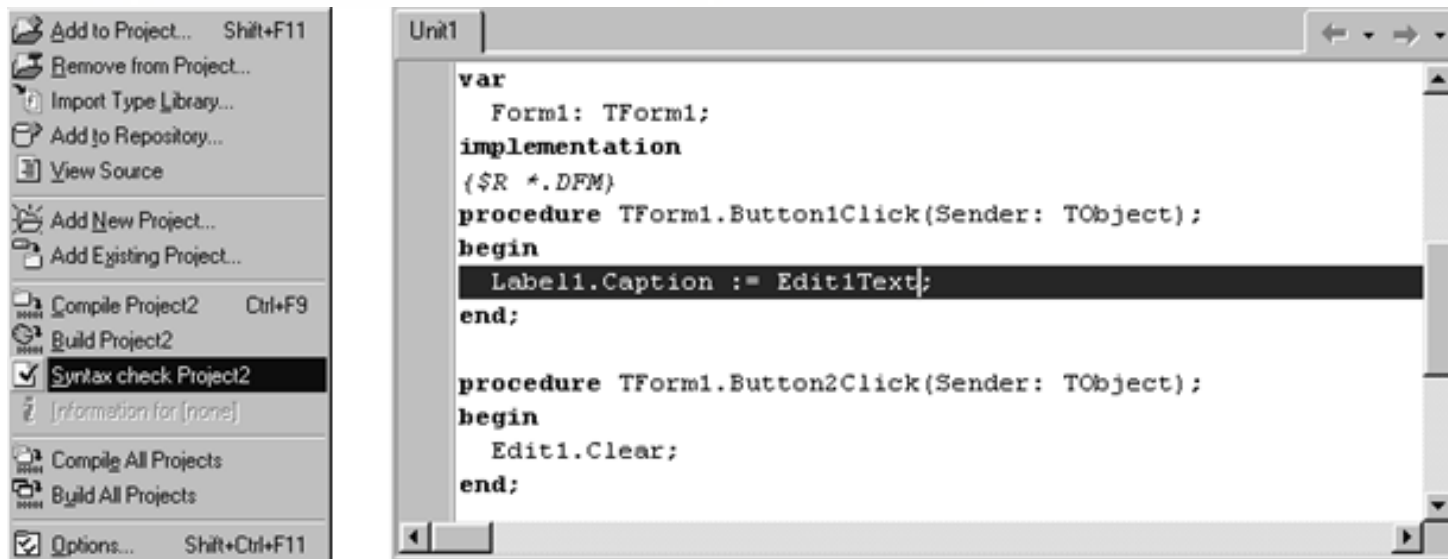 Add to Project... Shift+F11
Remove from Project...
Import Type Library...
Add to Repository...
View Source
Add New Project...
Add Existing Project...
Compile Project2 Ctrl+F9
Build Project2
Syntax check Project2
Information for [none]
Compile All Projects
Build All Projects
Options... Shift+Ctrl+F11
Unit1
var
Form1: TForm1;
implementation
{$R *.DFM}
procedure TForm1.Button1Click(Sender: TObject);
begin
Label1.Caption := Edit1Text;
end;
procedure TForm1.Button2Click(Sender: TObject);
begin
Edit1.Clear;
end;